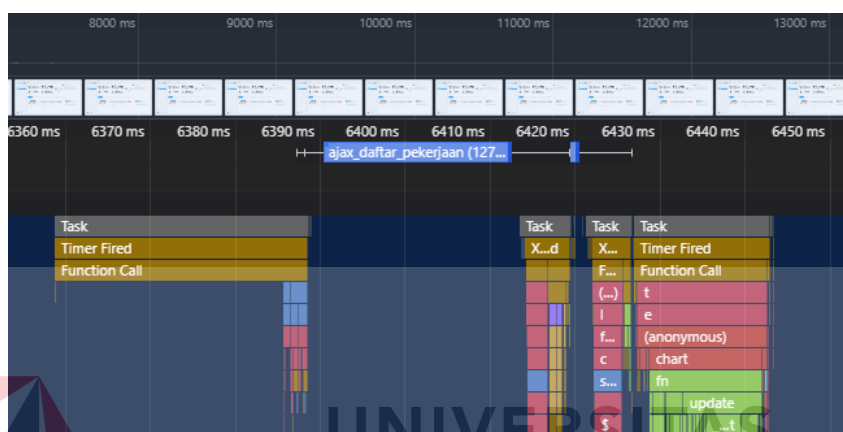 8000 ms 9000 ms 10000 ms 11000 ms 12000 ms 13000 ms
6360 ms 6370 ms 6380 ms 6390 ms 6400 ms 6410 ms 6420 ms 6430 ms 6440 ms 6450 ms
ajax_daftar_pekerjaan (127...
Task Task Task Task
Timer Fired X...d X... Timer Fired
Function Call F... Function Call
(...) t
l e
f... (anonymous)
c chart
s... fn
update
UNIVERSITAS
$ ...t